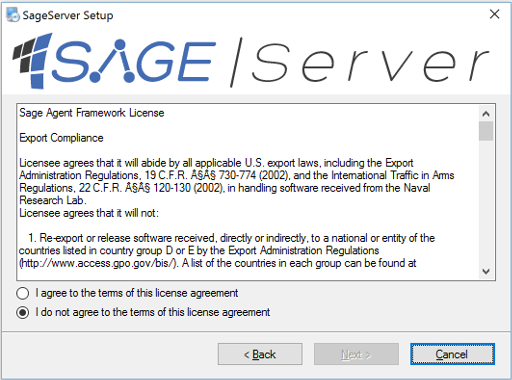 SageServer Setup
SAGE|Server
Sage Agent Framework License
Export Compliance
Licensee agrees that it will abide by all applicable U.S. export laws, including the Export
Administration Regulations, 19 C.F.R. Â§Â§ 730-774 (2002), and the International Traffic in Arms
Regulations, 22 C.F.R. Â§Â§ 120-130 (2002), in handling software received from the Naval
Research Lab.
Licensee agrees that it will not:
1. Re-export or release software received, directly or indirectly, to a national or entity of the
countries listed in country group D or E by the Export Administration Regulations
(http://www.access.gpo.gov/bis/). A list of the countries in each group can be found at
I agree to the terms of this license agreement
I do not agree to the terms of this license agreement
< Back
Next >
Cancel